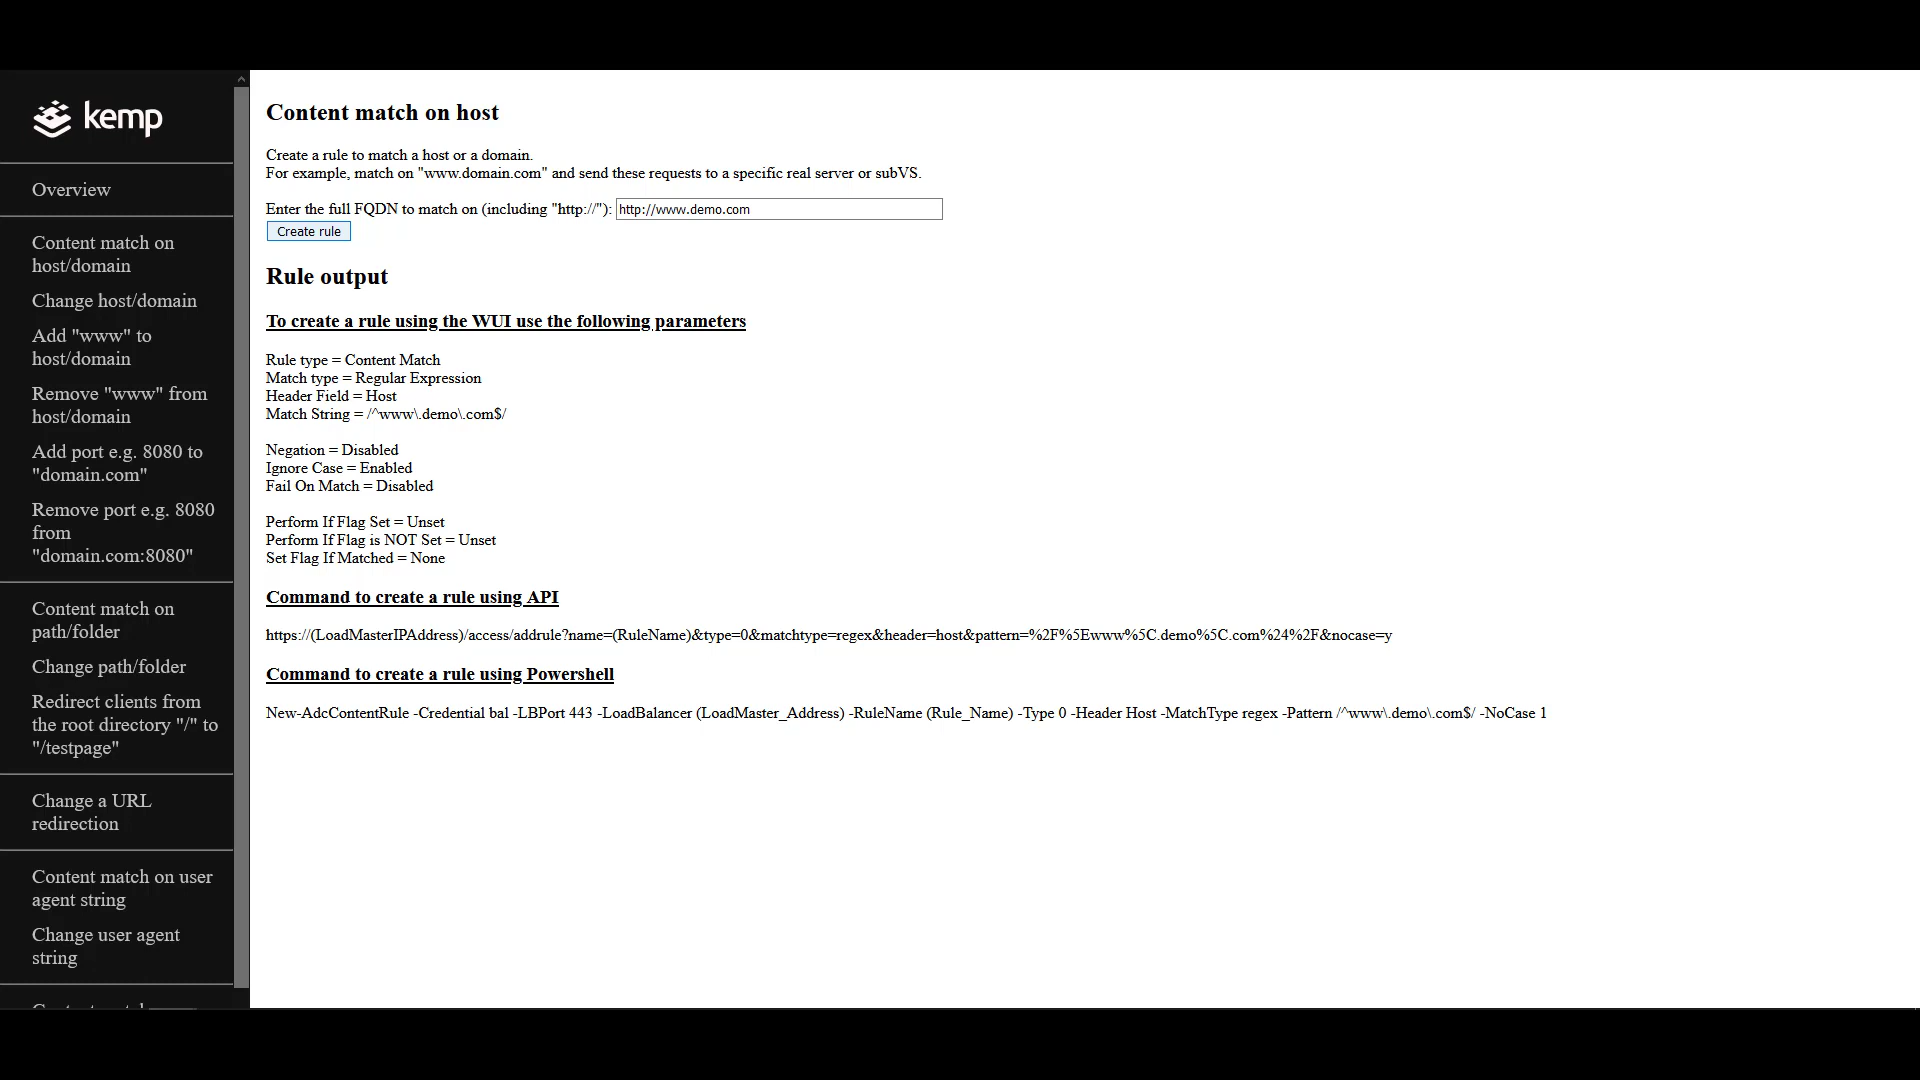 kemp
Overview
Content match on
host/domain
Change host/domain
Add "www" to
host/domain
Remove "www" from
host/domain
Add port e.g. 8080 to
"domain.com"
Remove port e.g. 8080
from
"domain.com:8080"
Content match on
path/folder
Change path/folder
Redirect clients from
the root directory "/" to
"/testpage"
Change a URL
redirection
Content match on user
agent string
Change user agent
string
Content match on host
Create a rule to match a host or a domain.
For example, match on "www.domain.com" and send these requests to a specific real server or subVS.
Enter the full FQDN to match on (including "http://"): http://www.demo.com
Create rule
Rule output
To create a rule using the WUI use the following parameters
Rule type = Content Match
Match type = Regular Expression
Header Field = Host
Match String = /^www\.demo\.com$/
Negation = Disabled
Ignore Case = Enabled
Fail On Match = Disabled
Perform If Flag Set = Unset
Perform If Flag is NOT Set = Unset
Set Flag If Matched = None
Command to create a rule using API
https://(LoadMasterIPAddress)/access/addrule?name=(RuleName)&type=0&matchtype=regex&header=host&pattern=%2F%5Ewww%5C.demo%5C.com%24%2F&nocase=y
Command to create a rule using Powershell
New-AdcContentRule -Credential bal -LBPort 443 -LoadBalancer (LoadMaster_Address) -RuleName (Rule_Name) -Type 0 -Header Host -MatchType regex -Pattern /^www\.demo\.com$/ -NoCase 1